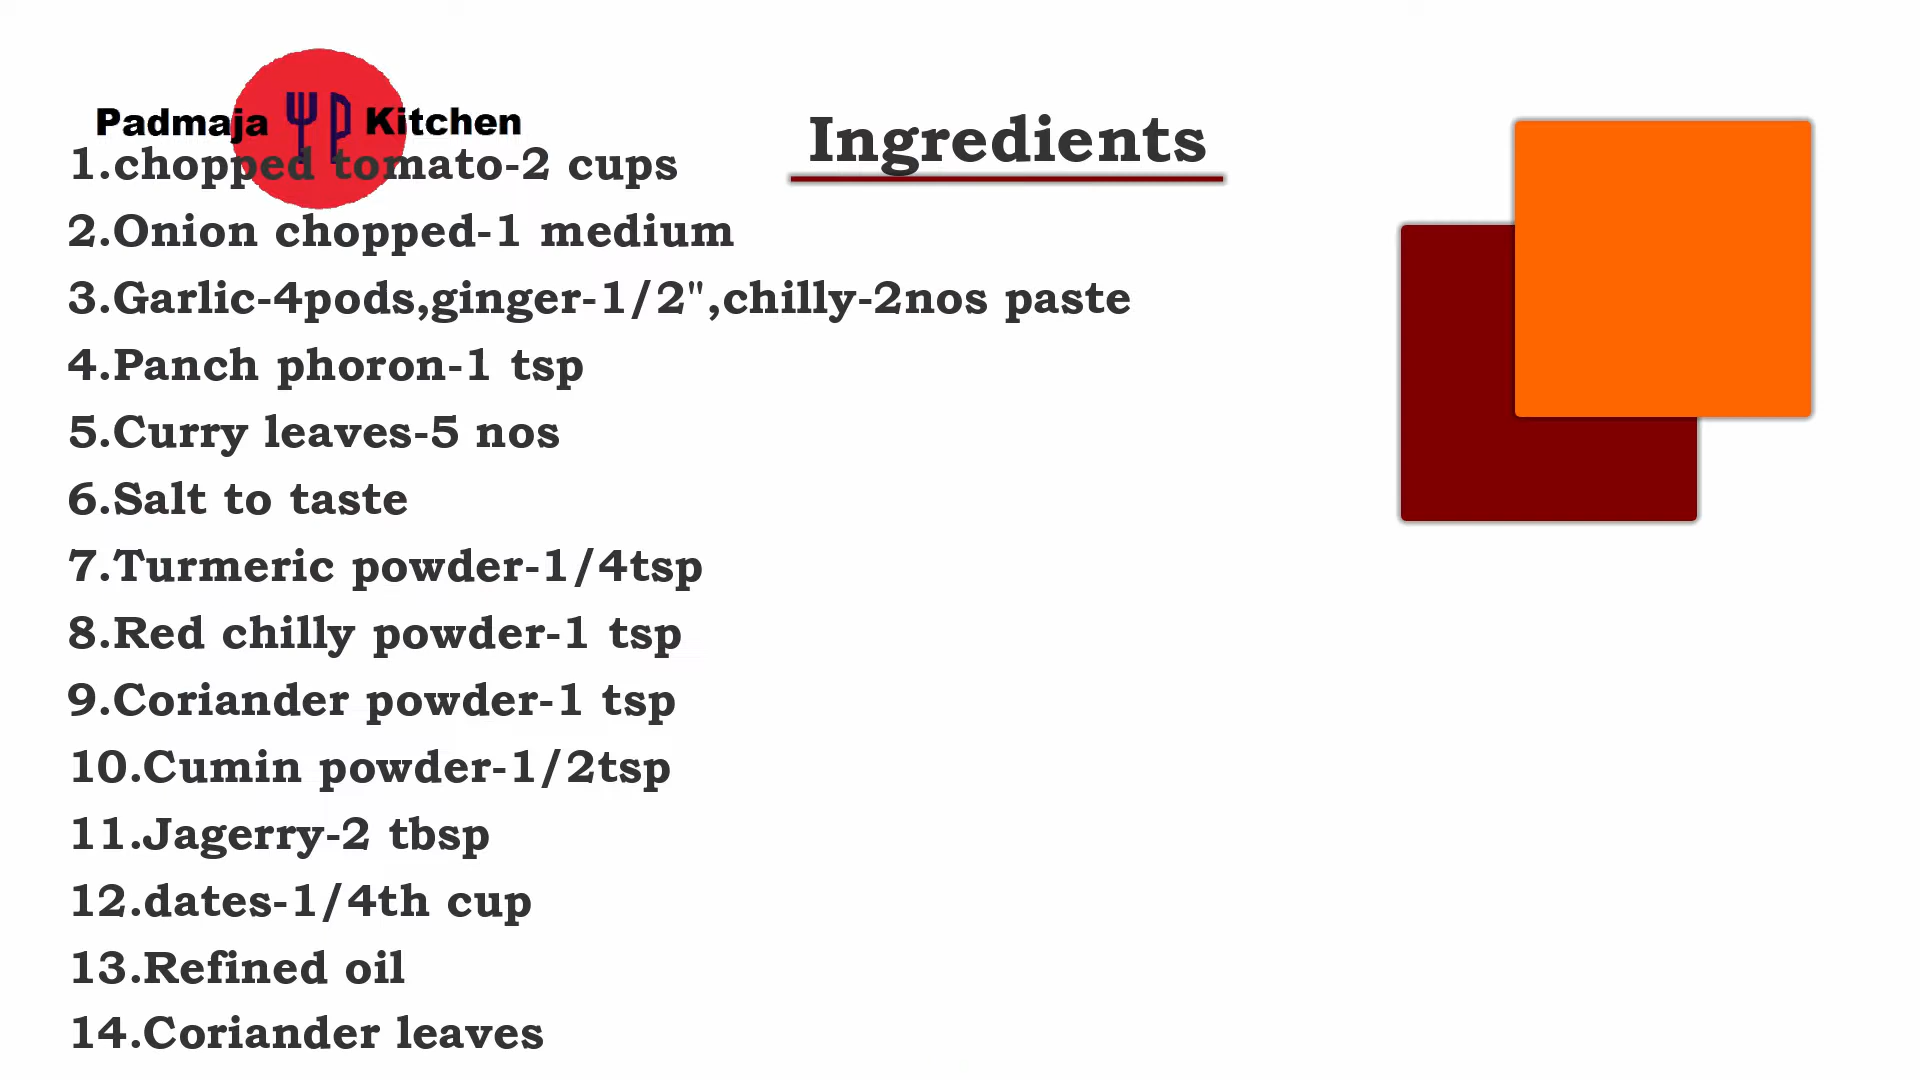 Padmaja Kitchen
Ingredients
1.chopped tomato-2 cups
2.Onion chopped-1 medium
3.Garlic-4pods,ginger-1/2",chilly-2nos paste
4.Panch phoron-1 tsp
5.Curry leaves-5 nos
6.Salt to taste
7.Turmeric powder-1/4tsp
8.Red chilly powder-1 tsp
9.Coriander powder-1 tsp
10.Cumin powder-1/2tsp
11.Jagerry-2 tbsp
12.dates-1/4th cup
13.Refined oil
14.Coriander leaves